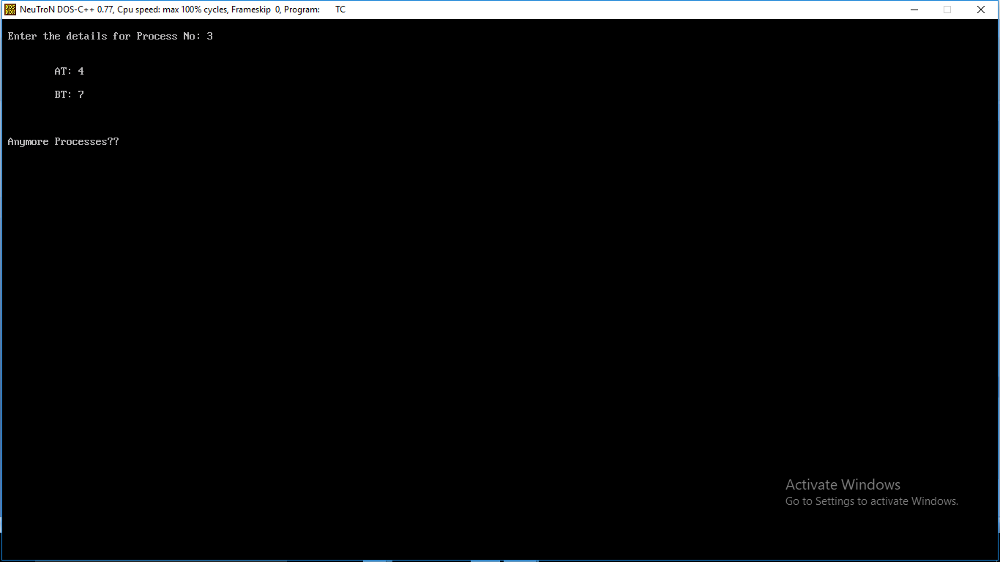 NeuTroN DOS-C++ 0.77, Cpu speed: max 100% cycles, Frameskip 0, Program: TC
Enter the details for Process No: 3
AT: 4
BT: 7
Anymore Processes??
Activate Windows
Go to Settings to activate Windows.